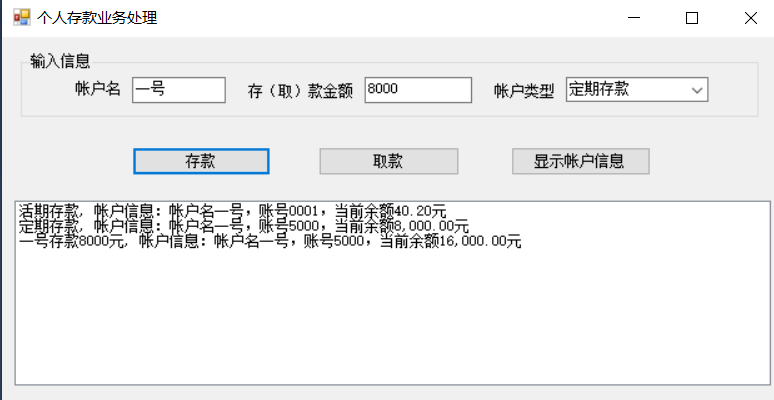 个人存款业务处理
输入信息
帐户名 一号 存（取）款金额 8000 帐户类型 定期存款
存款 取款 显示帐户信息
活期存款, 帐户信息: 帐户名一号，账号0001，当前余额40.20元
定期存款, 帐户信息: 帐户名一号，账号5000，当前余额8,000.00元
一号存款8000元, 帐户信息: 帐户名一号，账号5000，当前余额16,000.00元